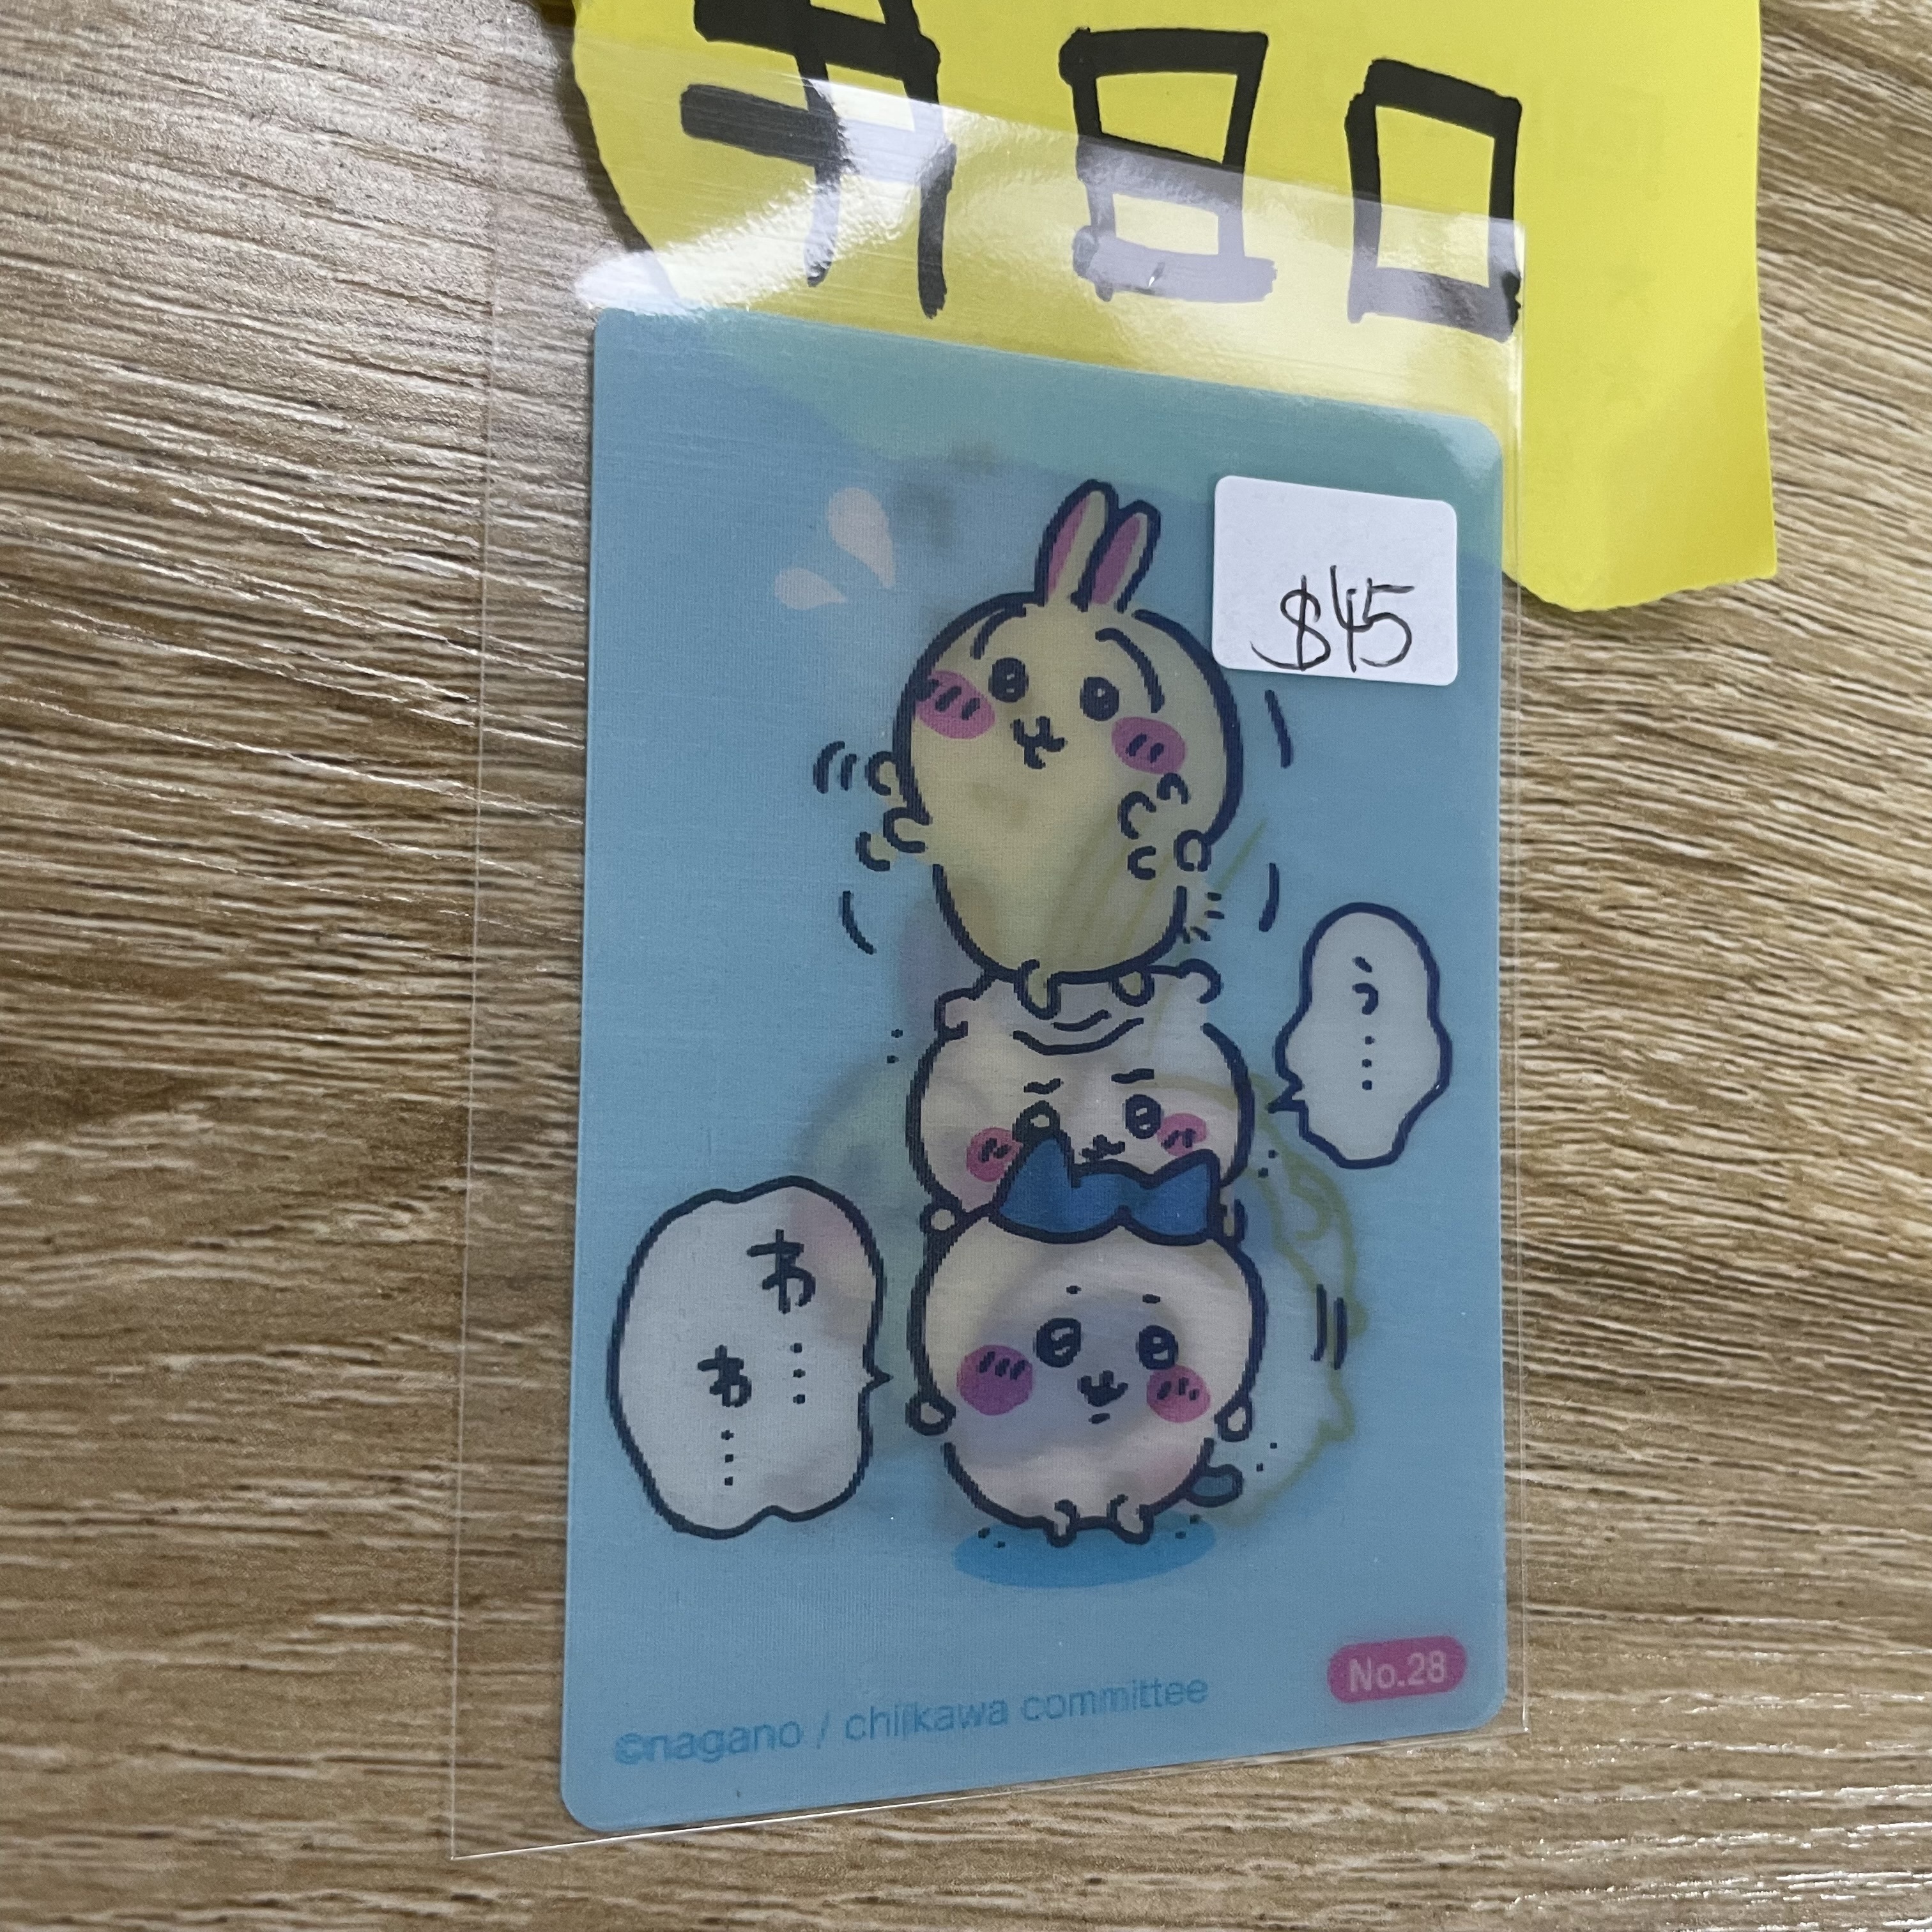 $45
う…
わ…
わ…
No.28
©nagano / chiikawa committee